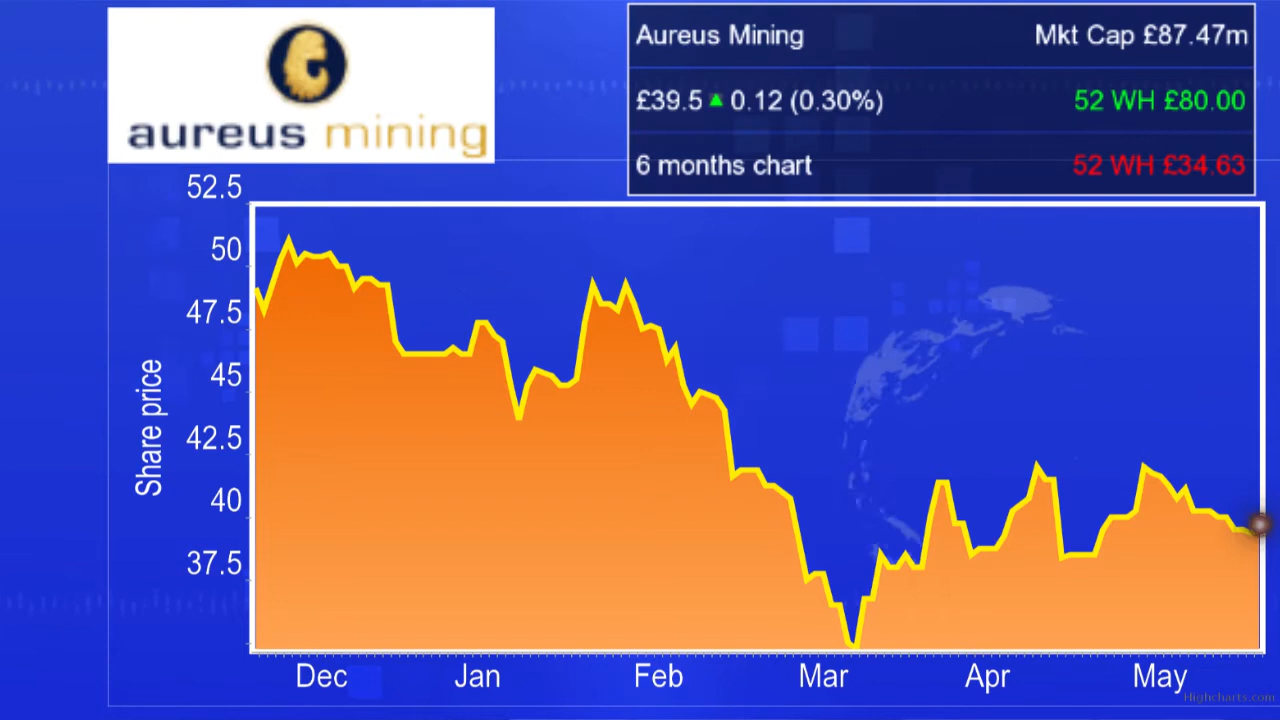 aureus mining
Aureus Mining Mkt Cap £87.47m
£39.5 ▲ 0.12 (0.30%) 52 WH £80.00
6 months chart 52 WH £34.63
52.5
50
47.5
45
42.5
40
37.5
Share price
Dec Jan Feb Mar Apr May
Highcharts.com